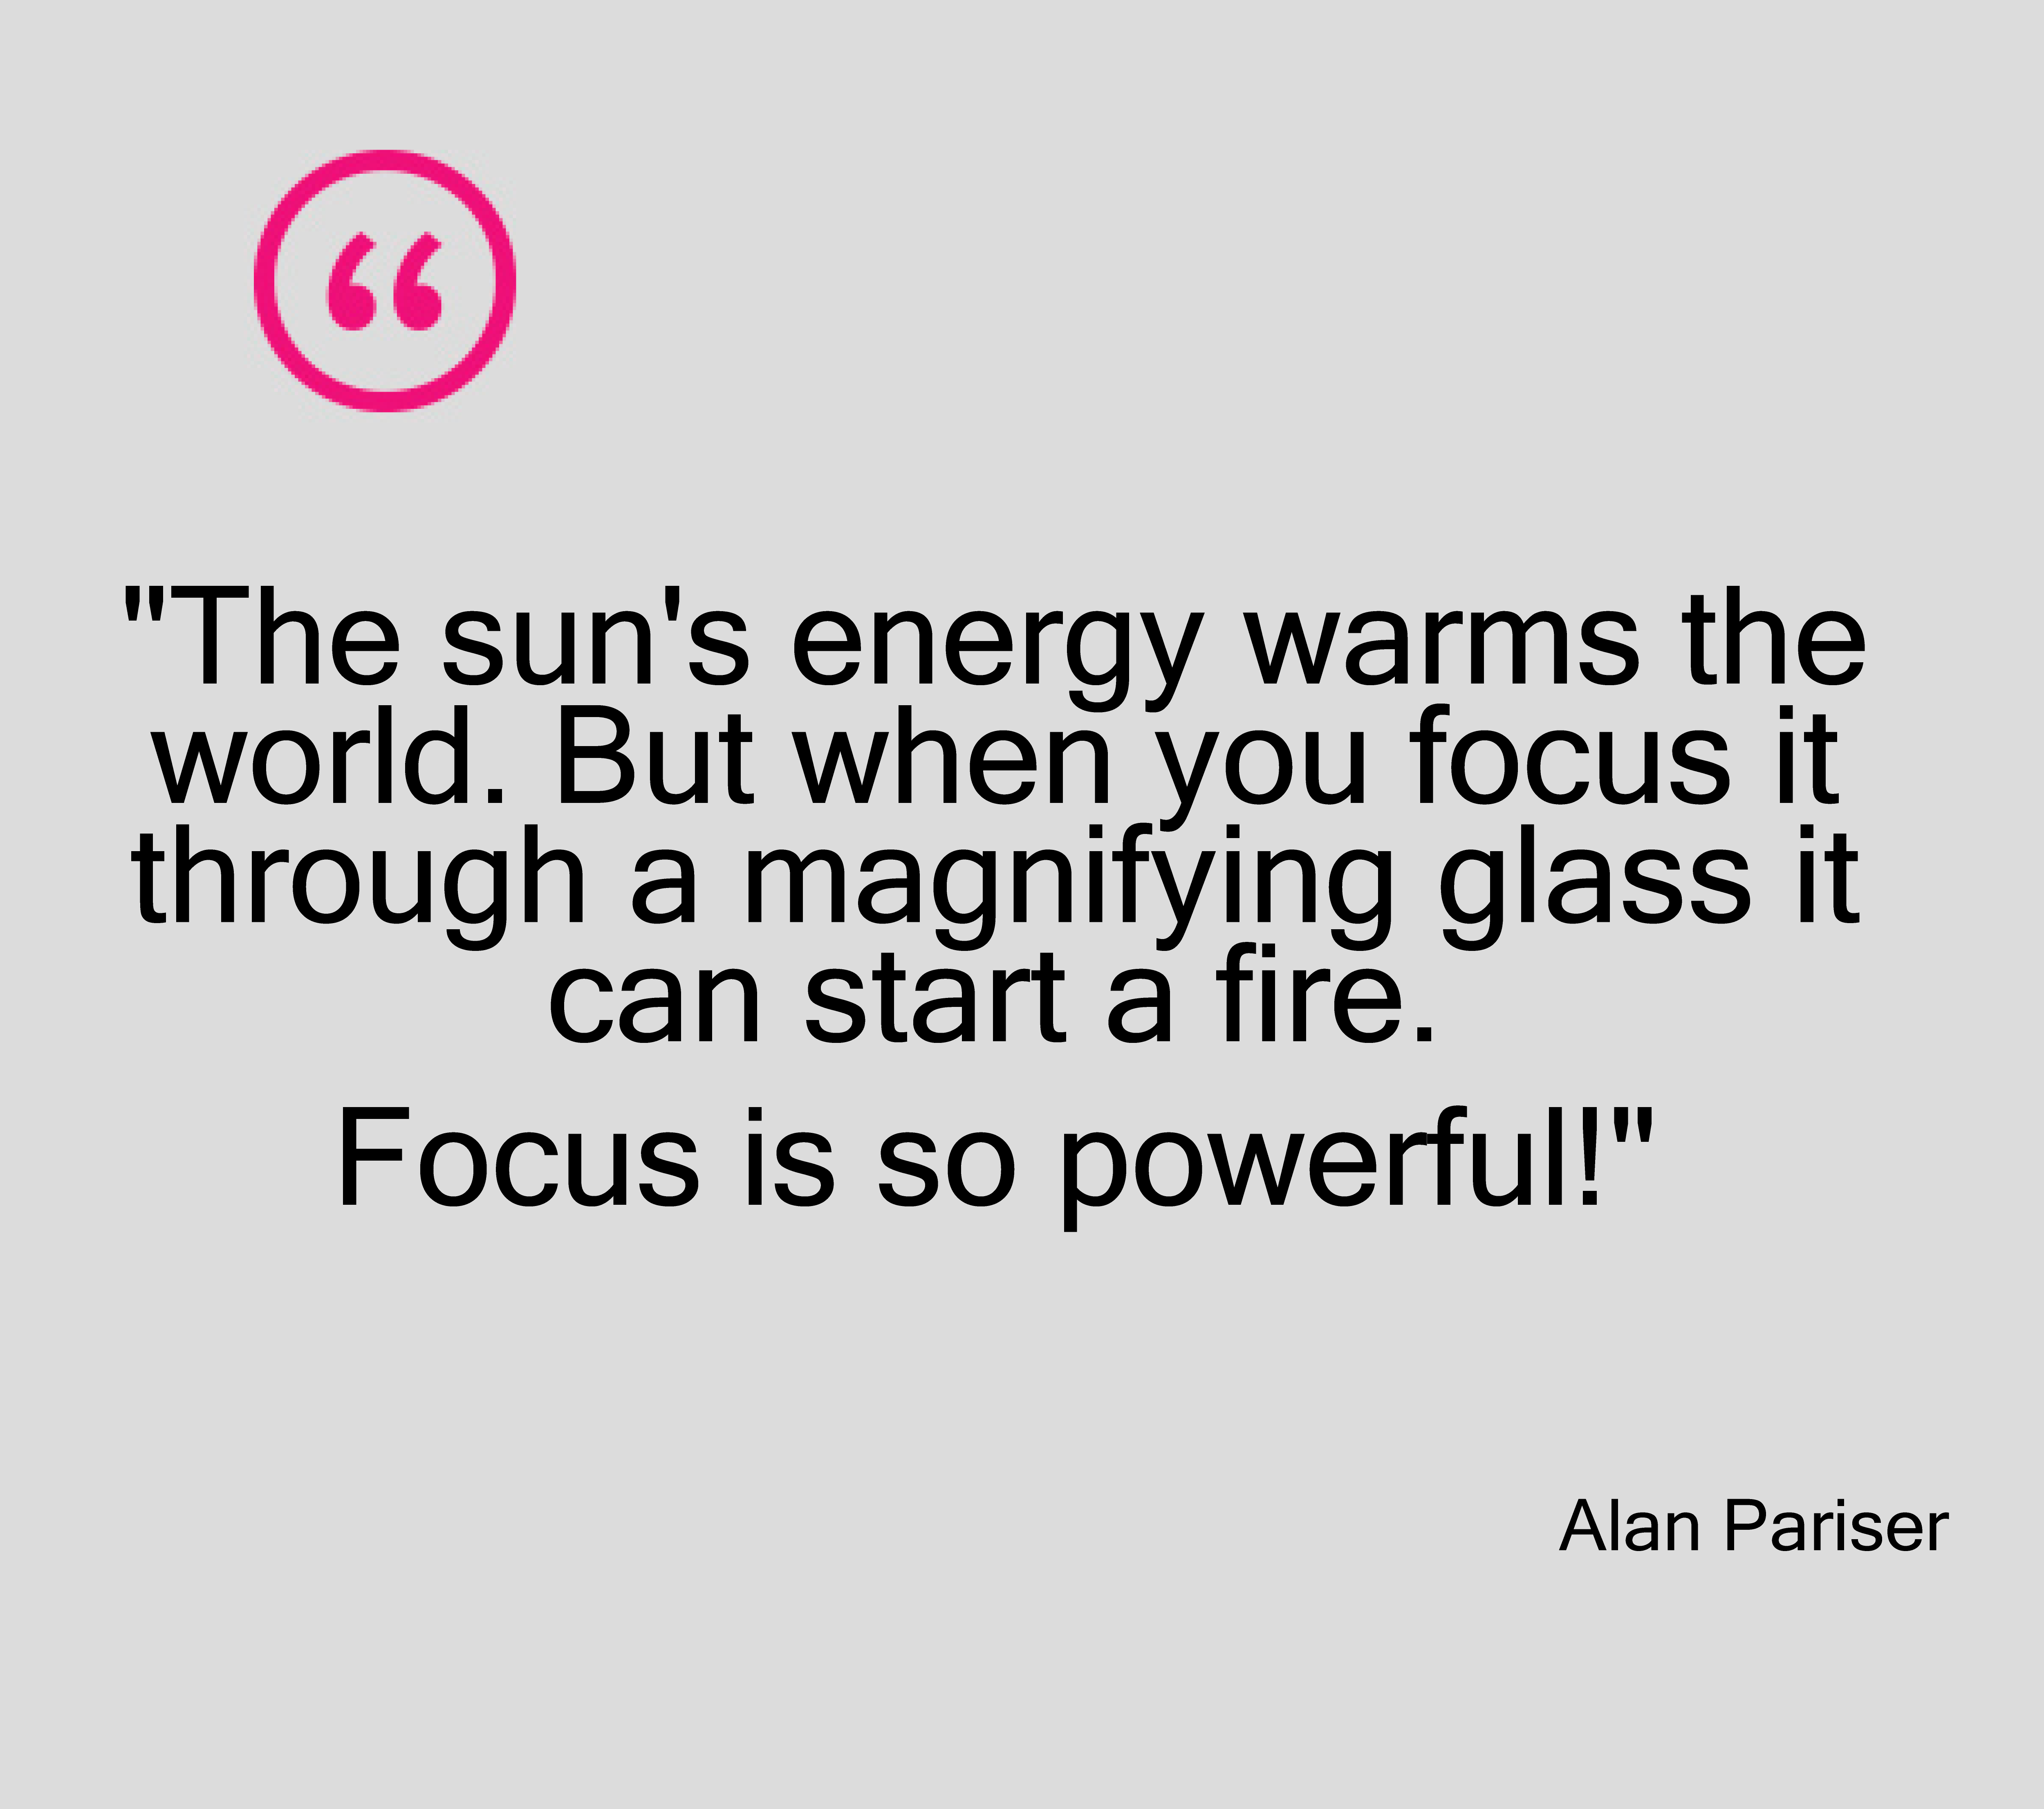 “
"The sun's energy warms the
world. But when you focus it
through a magnifying glass it
can start a fire.
Focus is so powerful!"
Alan Pariser